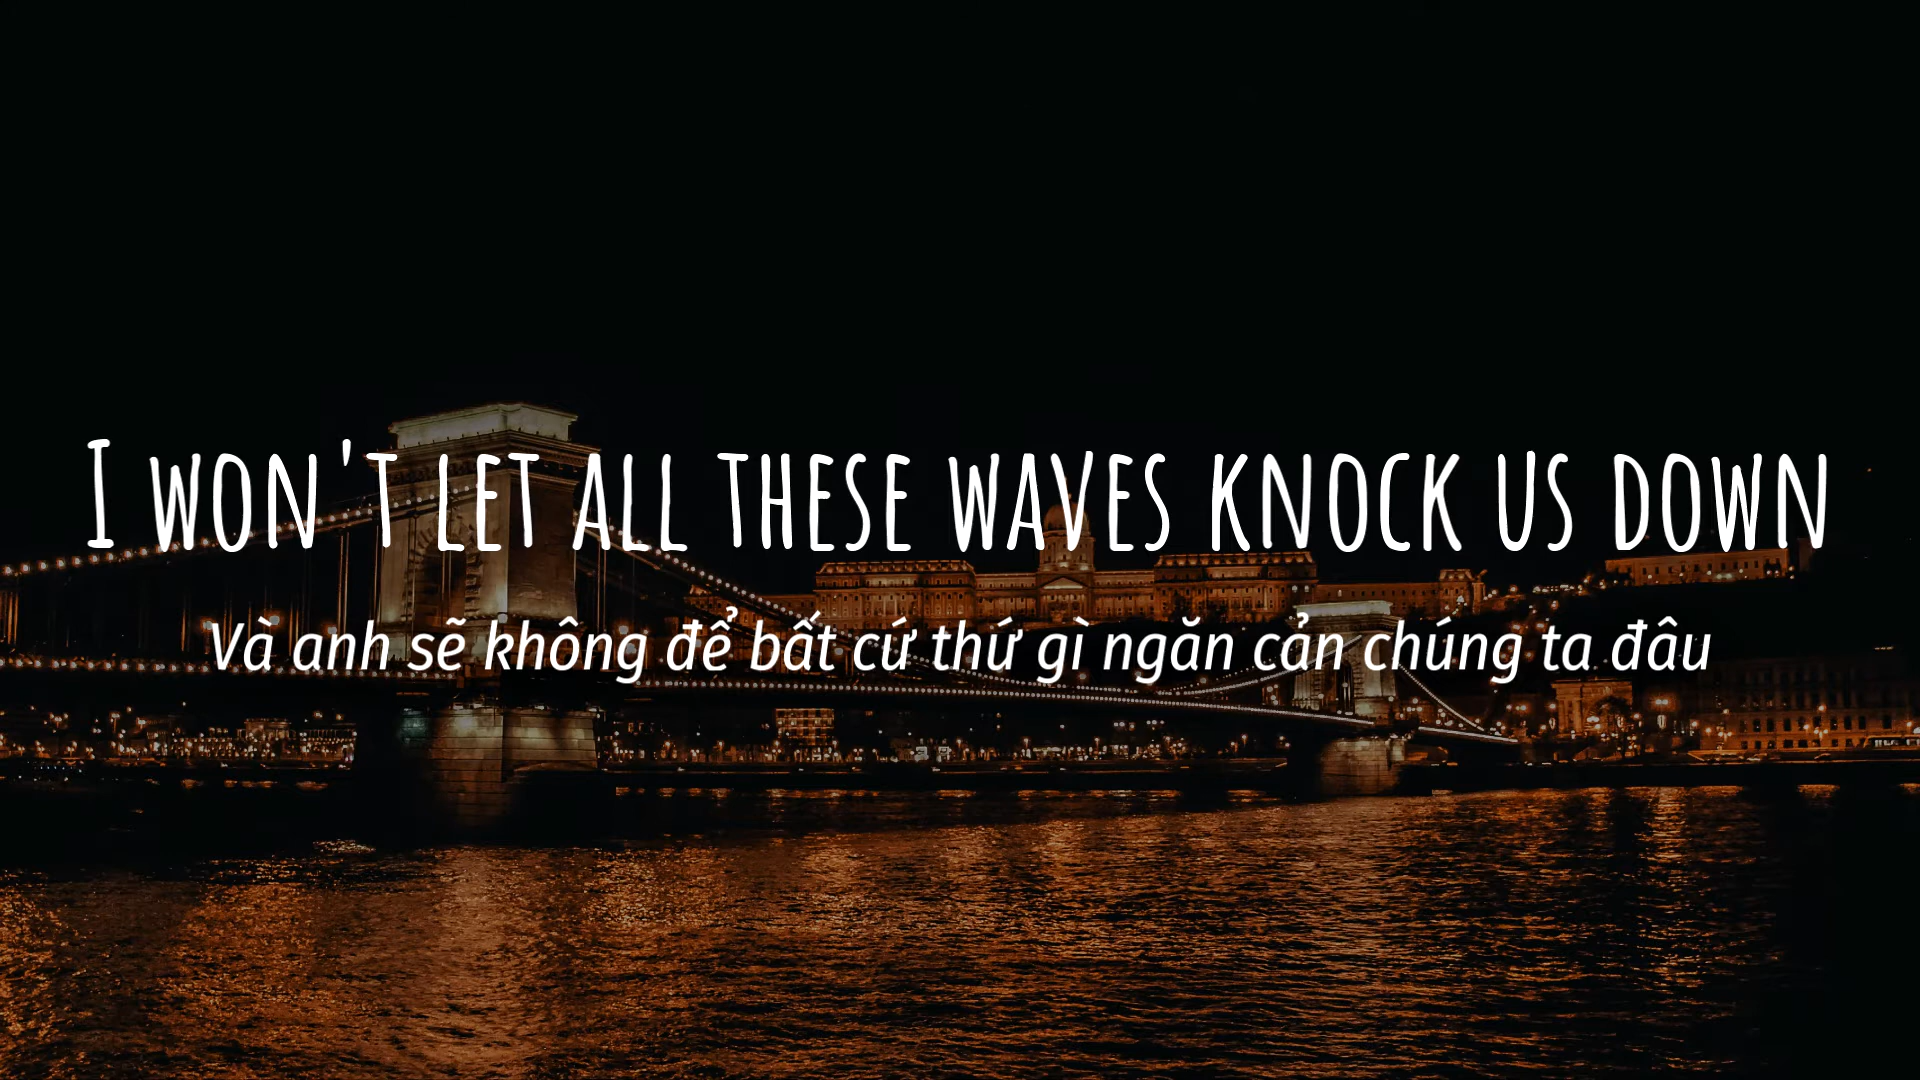 I won't let all these waves knock us down
Và anh sẽ không để bất cứ thứ gì ngăn cản chúng ta đâu